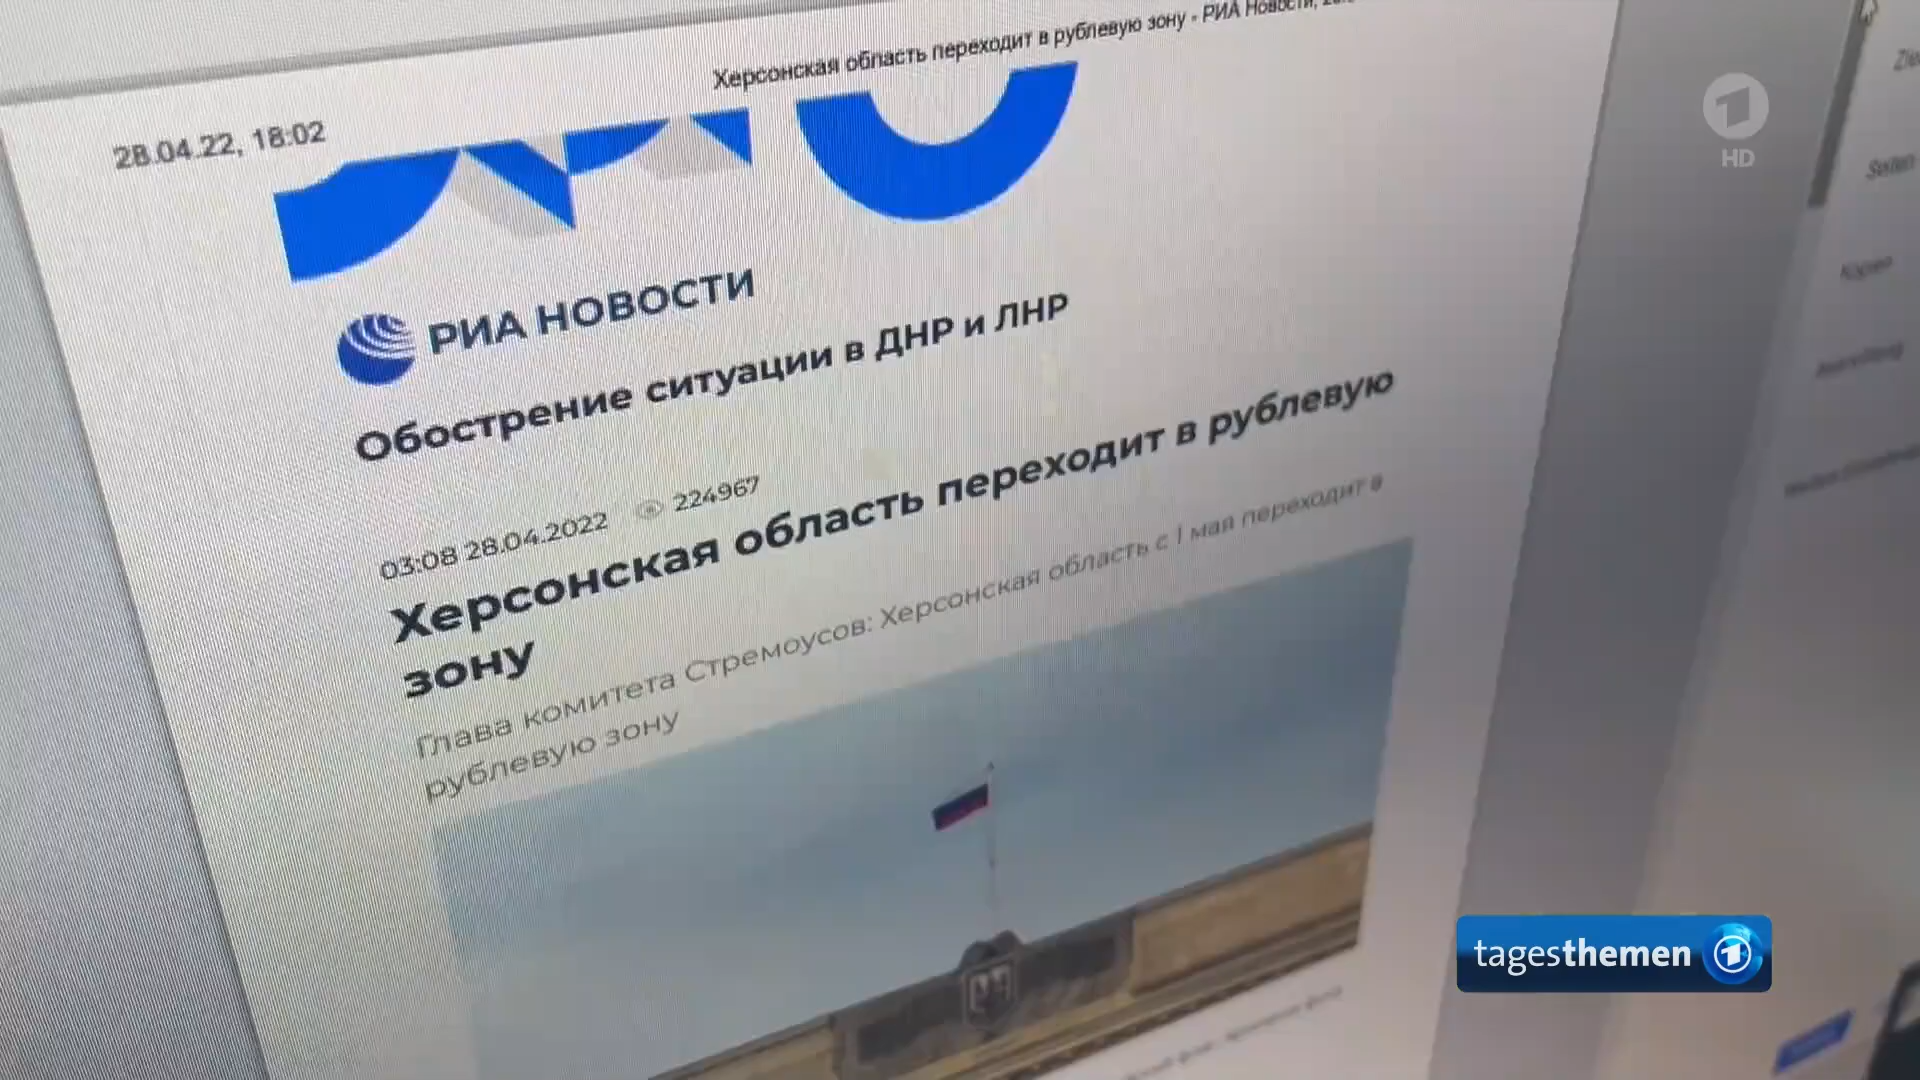 Херсонская область переходит в рублевую зону - РИА Новости,
28.04.22, 18:02
HD
РИА НОВОСТИ
Обострение ситуации в ДНР и ЛНР
03:08 28.04.2022 224967
Херсонская область переходит в рублевую
зону
Глава комитета Стремоусов: Херсонская область с 1 мая переходит в
рублевую зону
Seiten
Kopien
tagesthemen